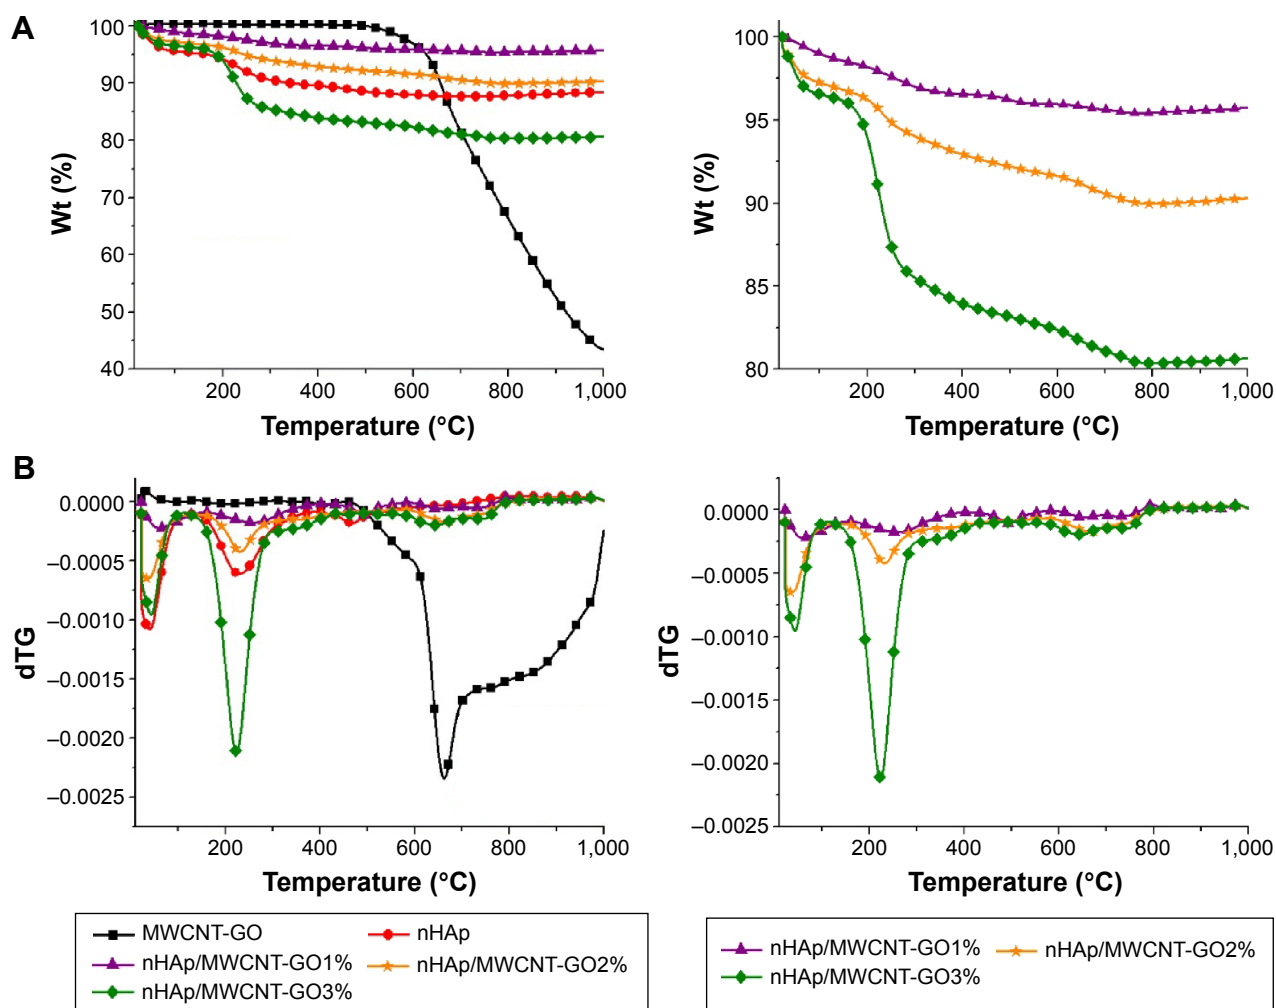 A
100
90
80
70
60
50
40
Wt (%)
200
400
600
800
1,000
Temperature (°C)
100
95
90
85
80
Wt (%)
200
400
600
800
1,000
Temperature (°C)
B
0.0000
–0.0005
–0.0010
–0.0015
–0.0020
–0.0025
dTG
200
400
600
800
1,000
Temperature (°C)
0.0000
–0.0005
–0.0010
–0.0015
–0.0020
–0.0025
dTG
200
400
600
800
1,000
Temperature (°C)
MWCNT-GO
nHAp
nHAp/MWCNT-GO1%
nHAp/MWCNT-GO2%
nHAp/MWCNT-GO3%
nHAp/MWCNT-GO1%
nHAp/MWCNT-GO2%
nHAp/MWCNT-GO3%